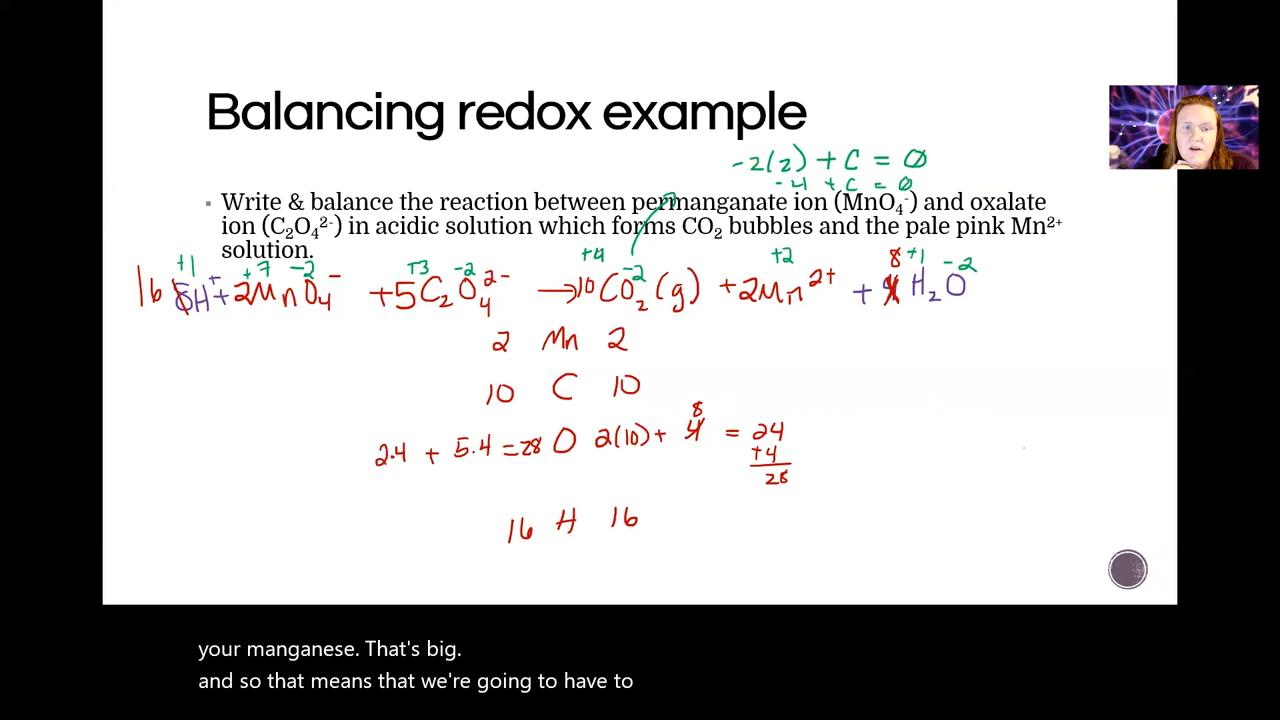 Balancing redox example
-2(2) + C = 0
-4 + C = 0
▪ Write & balance the reaction between permanganate ion (MnO₄⁻) and oxalate
ion (C₂O₄²⁻) in acidic solution which forms CO₂ bubbles and the pale pink Mn²⁺
solution.
+1 +7 -2 +3 -2 +4 -2 +2 8 +1 -2
16 8H⁺ + 2MnO₄⁻ + 5C₂O₄²⁻ → 10CO₂(g) + 2Mn²⁺ + 4 H₂O
2 Mn 2
10 C 10
8
2·4 + 5·4 = 28 O 2(10) + 4 = 24
+4
28
16 H 16
your manganese. That's big.
and so that means that we're going to have to